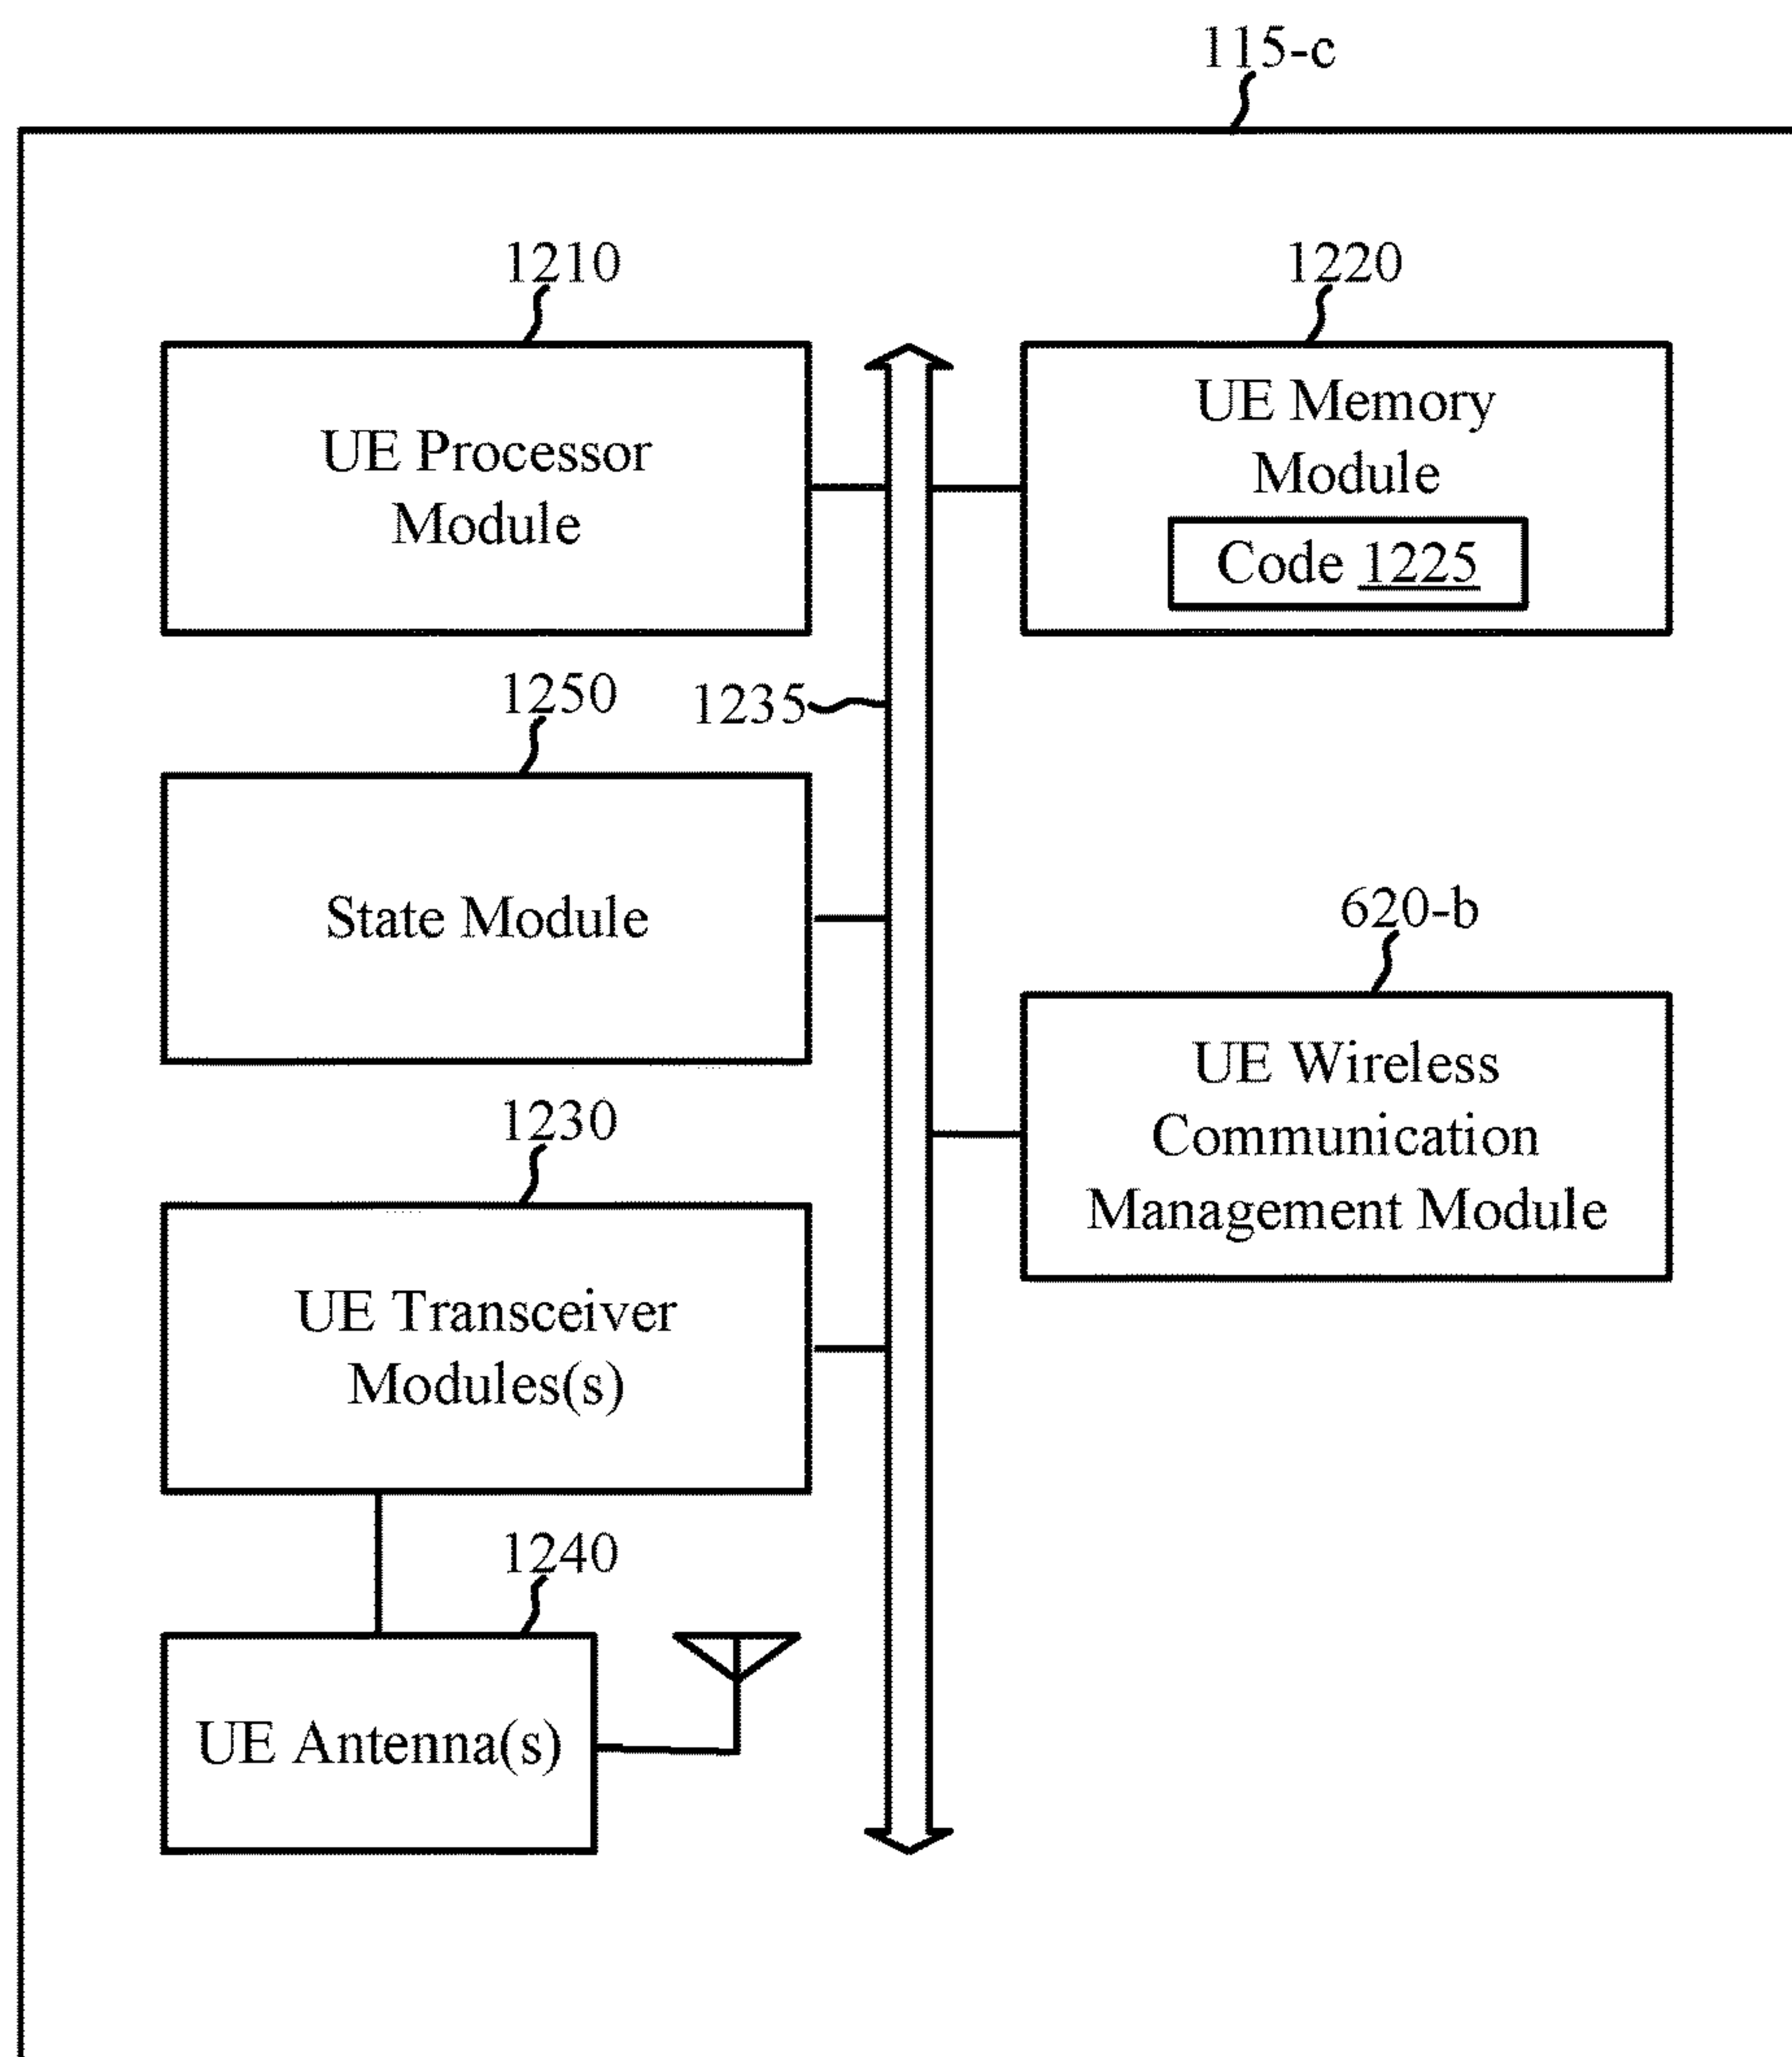 115-c
1210
1220
UE Processor
Module
UE Memory
Module
Code 1225
1250
1235
State Module
620-b
UE Wireless
Communication
Management Module
1230
UE Transceiver
Modules(s)
1240
UE Antenna(s)